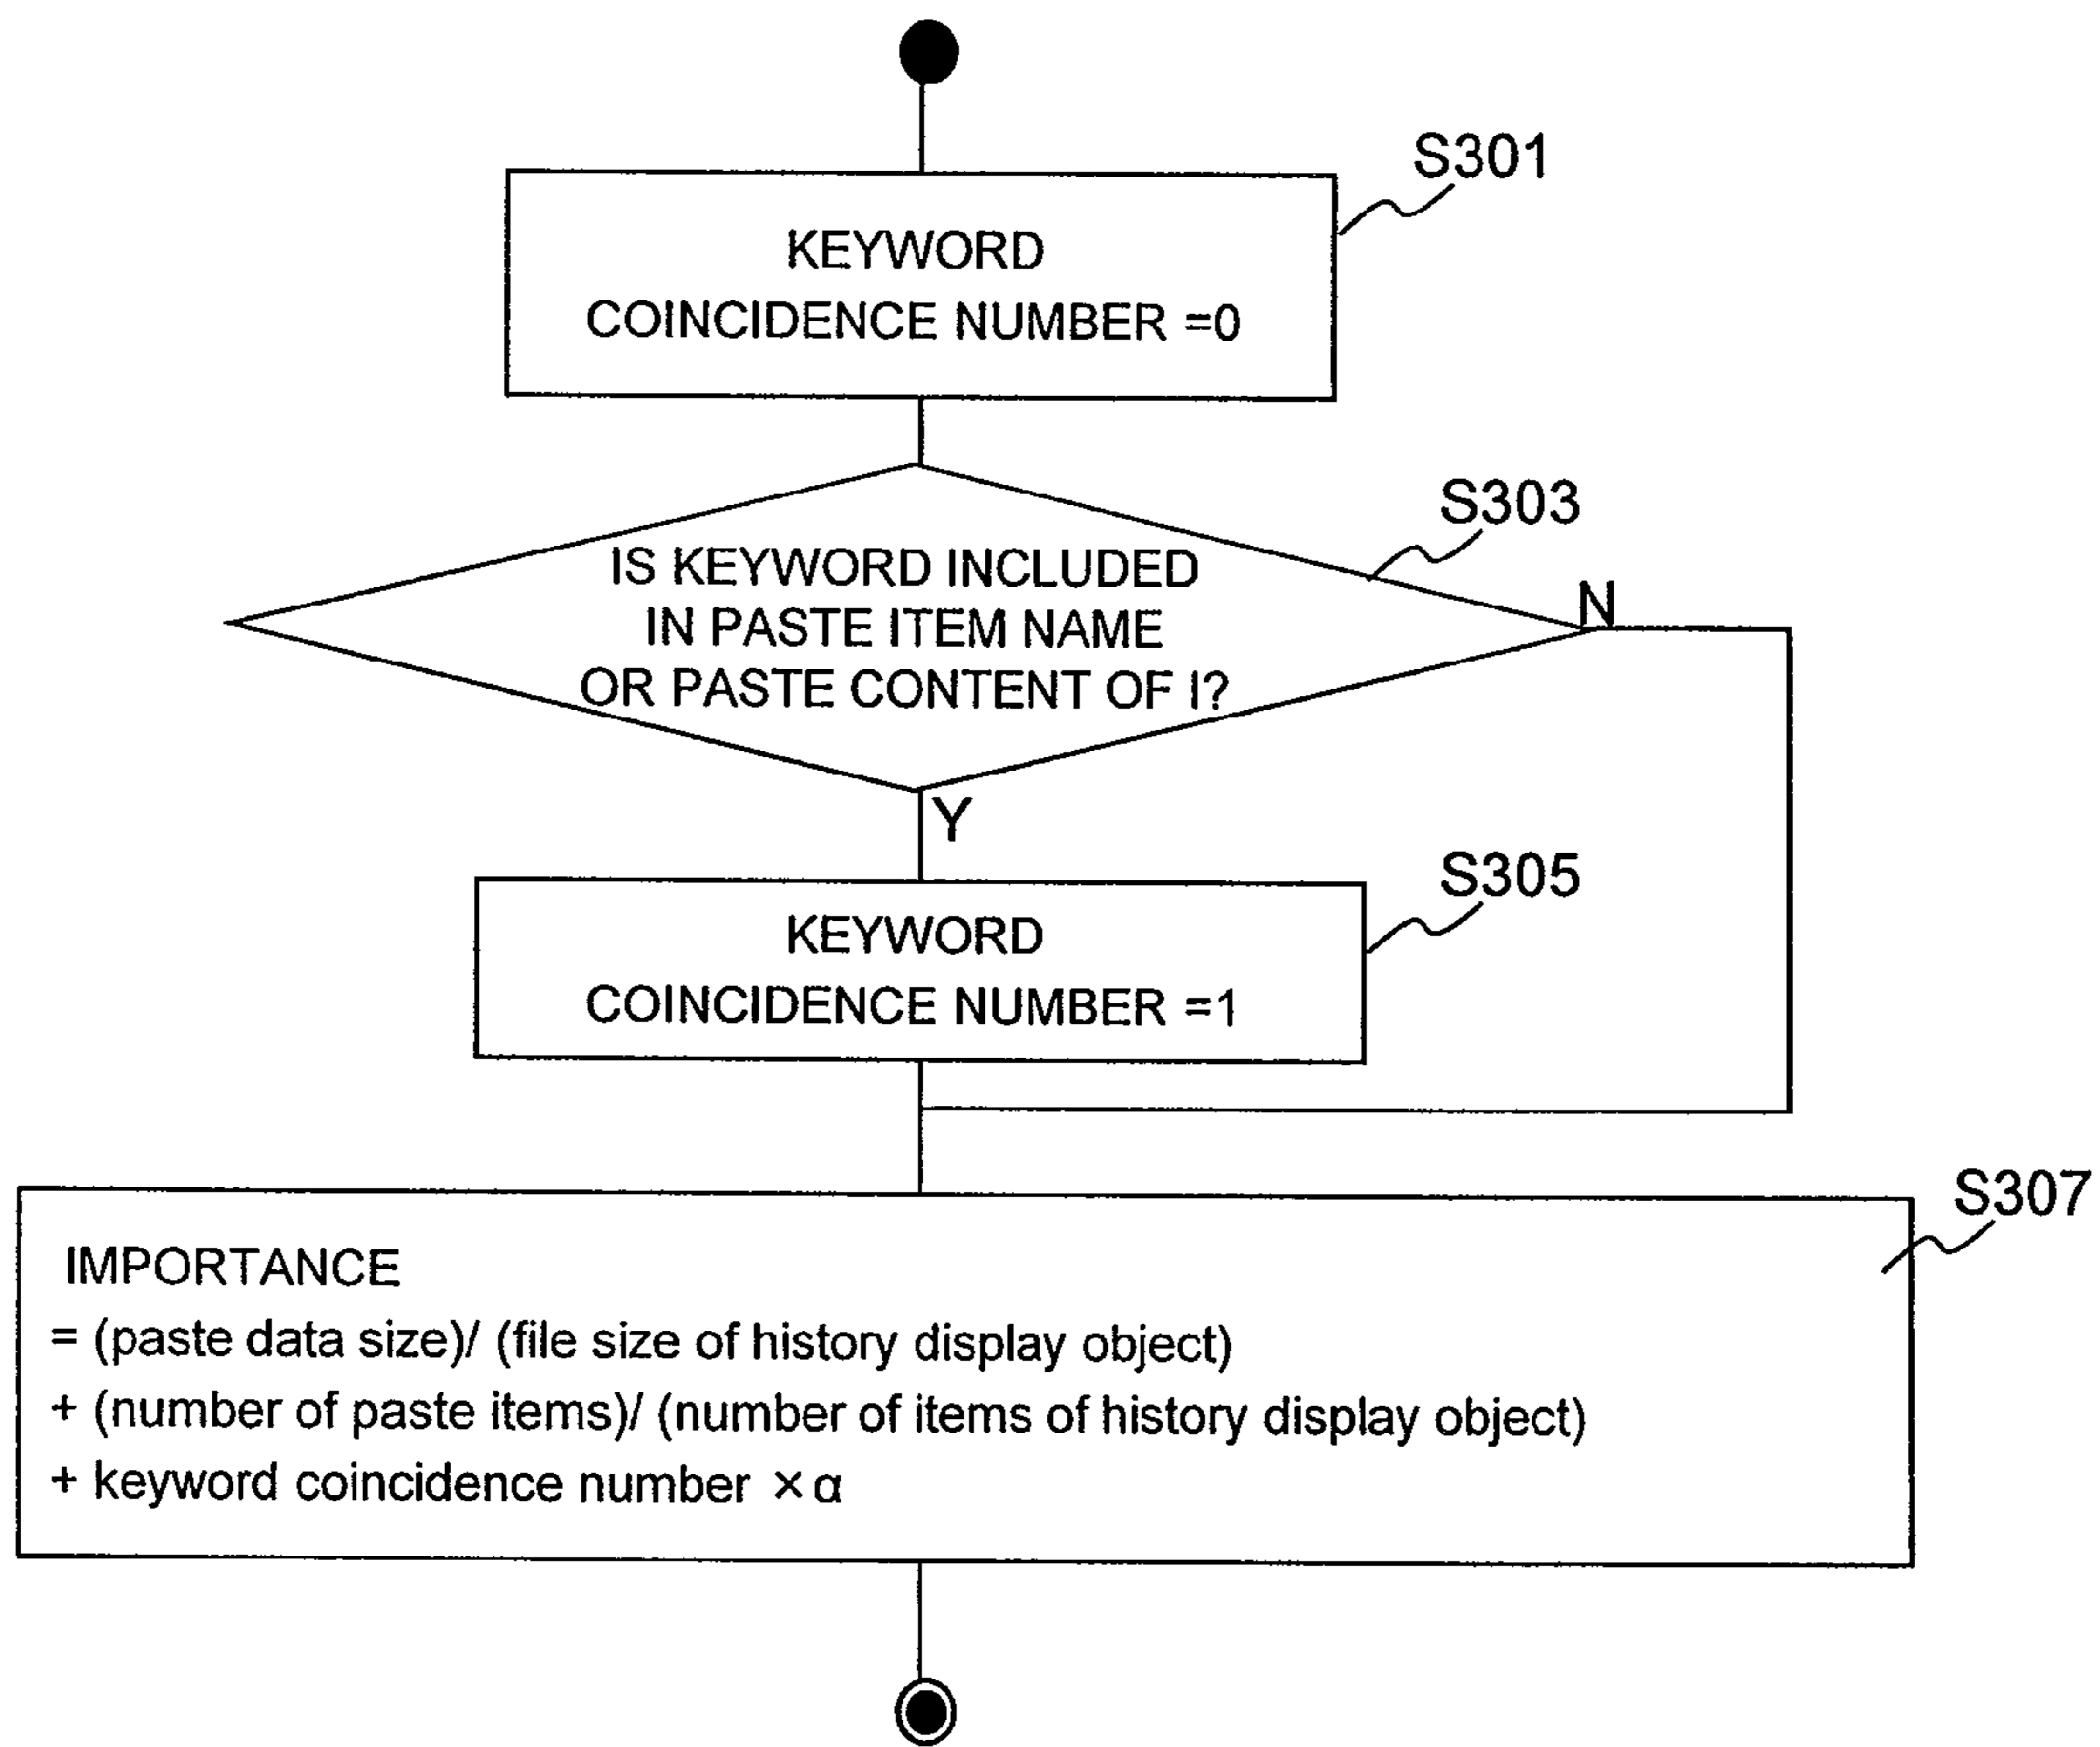 S301
KEYWORD
COINCIDENCE NUMBER =0
S303
IS KEYWORD INCLUDED
IN PASTE ITEM NAME
OR PASTE CONTENT OF I?
N
Y
S305
KEYWORD
COINCIDENCE NUMBER =1
S307
IMPORTANCE
= (paste data size)/ (file size of history display object)
+ (number of paste items)/ (number of items of history display object)
+ keyword coincidence number ×α